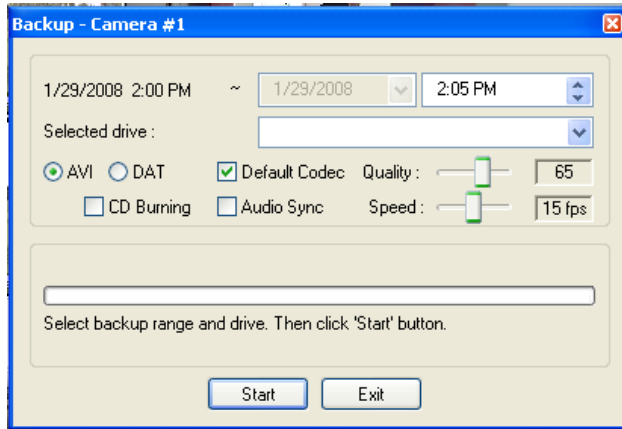 Backup - Camera #1
1/29/2008 2:00 PM ~ 1/29/2008 2:05 PM
Selected drive :
AVI DAT Default Codec Quality : 65
CD Burning Audio Sync Speed : 15 fps
Select backup range and drive. Then click 'Start' button.
Start Exit